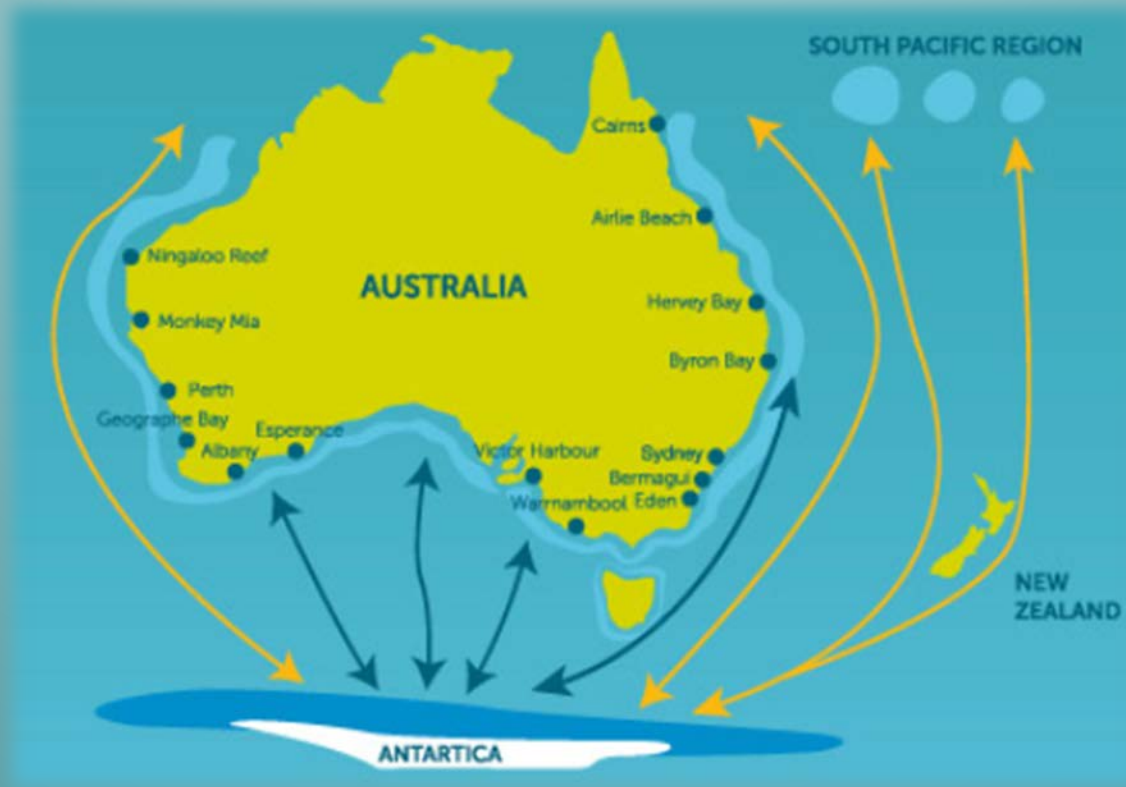 SOUTH PACIFIC REGION
Cairns
Airlie Beach
Ningaloo Reef
AUSTRALIA
Hervey Bay
Monkey Mia
Byron Bay
Perth
Geographe Bay
Esperance
Albany
Victor Harbour
Sydney
Bermagui
Warrnambool
Eden
NEW
ZEALAND
ANTARTICA